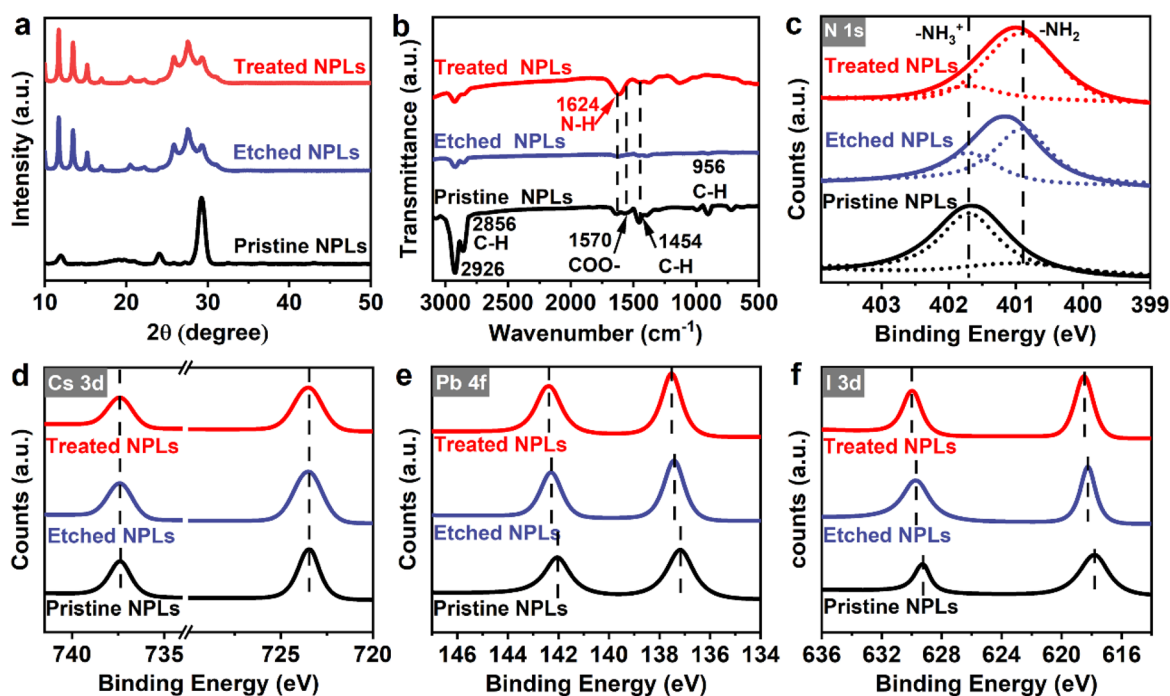 a
Treated NPLs
Etched NPLs
Pristine NPLs
Intensity (a.u.)
10 20 30 40 50
2θ (degree)
b
Treated NPLs
1624
N-H
Etched NPLs
956
C-H
Pristine NPLs
2856
C-H
2926
1570
COO-
1454
C-H
Transmittance (a.u.)
3000 2500 2000 1500 1000 500
Wavenumber (cm⁻¹)
c
N 1s
-NH₃⁺
-NH₂
Treated NPLs
Etched NPLs
Pristine NPLs
Counts (a.u.)
403 402 401 400 399
Binding Energy (eV)
d
Cs 3d
Treated NPLs
Etched NPLs
Pristine NPLs
Counts (a.u.)
740 735 725 720
Binding Energy (eV)
e
Pb 4f
Treated NPLs
Etched NPLs
Pristine NPLs
Counts (a.u.)
146 144 142 140 138 136 134
Binding Energy (eV)
f
I 3d
Treated NPLs
Etched NPLs
Pristine NPLs
counts (a.u.)
636 632 628 624 620 616
Binding Energy (eV)